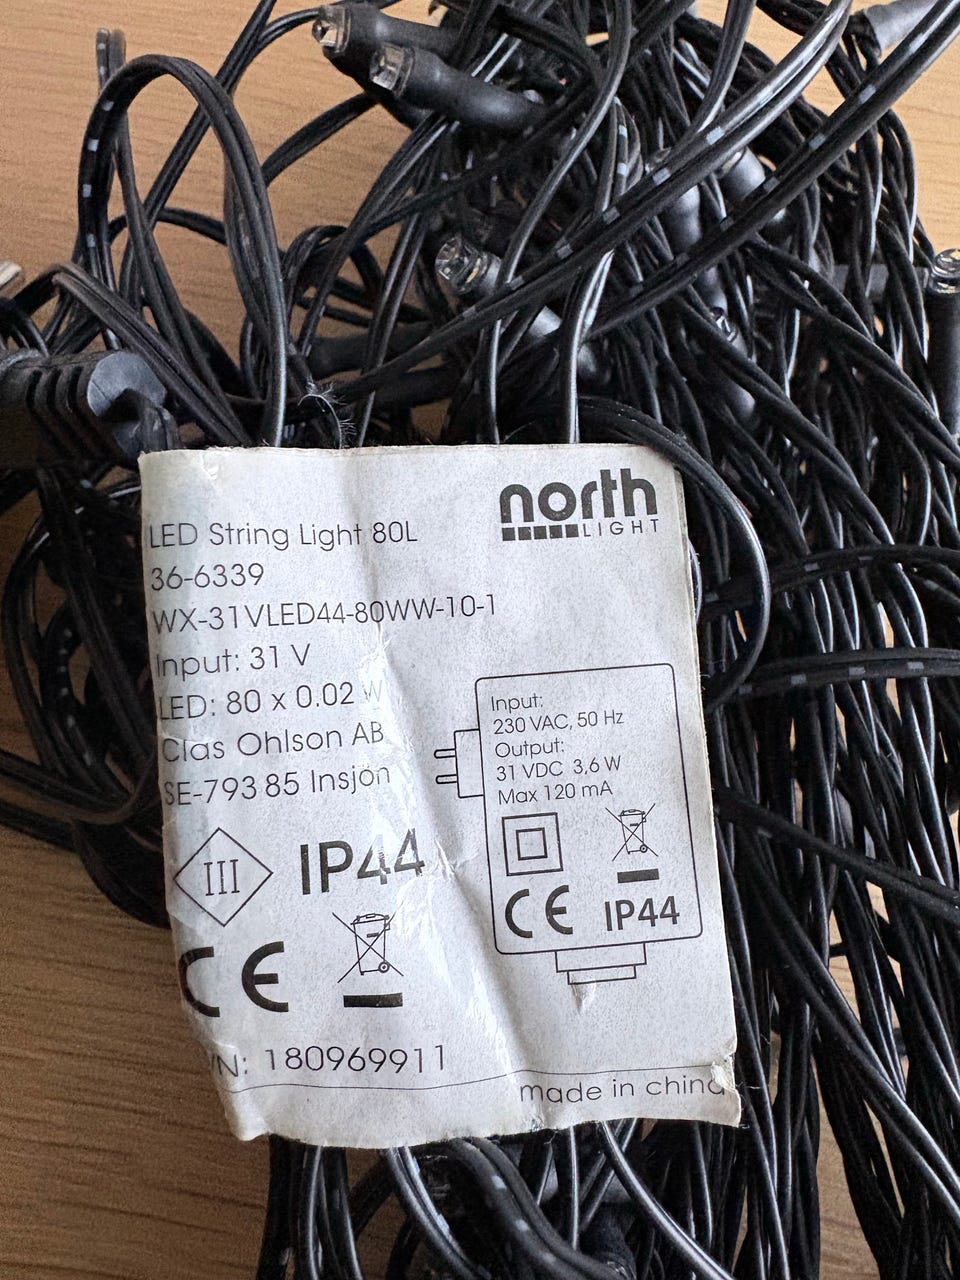 north
LIGHT
LED String Light 80L
36-6339
WX-31VLED44-80WW-10-1
Input: 31 V
LED: 80 x 0.02 W
Clas Ohlson AB
SE-793 85 Insjön
III
IP44
CE
Input:
230 VAC, 50 Hz
Output:
31 VDC 3,6 W
Max 120 mA
CE
IP44
/N: 180969911
made in china